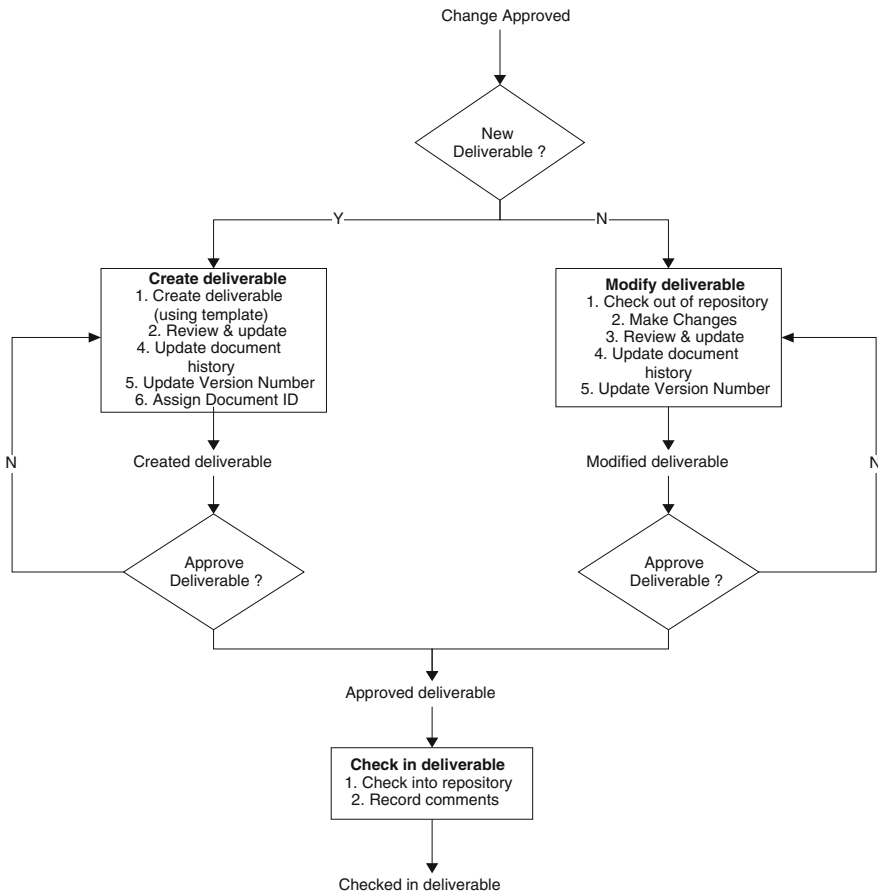 Change Approved
New
Deliverable ?
Y
N
Create deliverable
1. Create deliverable
(using template)
2. Review & update
4. Update document
history
5. Update Version Number
6. Assign Document ID
Modify deliverable
1. Check out of repository
2. Make Changes
3. Review & update
4. Update document
history
5. Update Version Number
N
Created deliverable
Modified deliverable
N
Approve
Deliverable ?
Approve
Deliverable ?
Approved deliverable
Check in deliverable
1. Check into repository
2. Record comments
Checked in deliverable